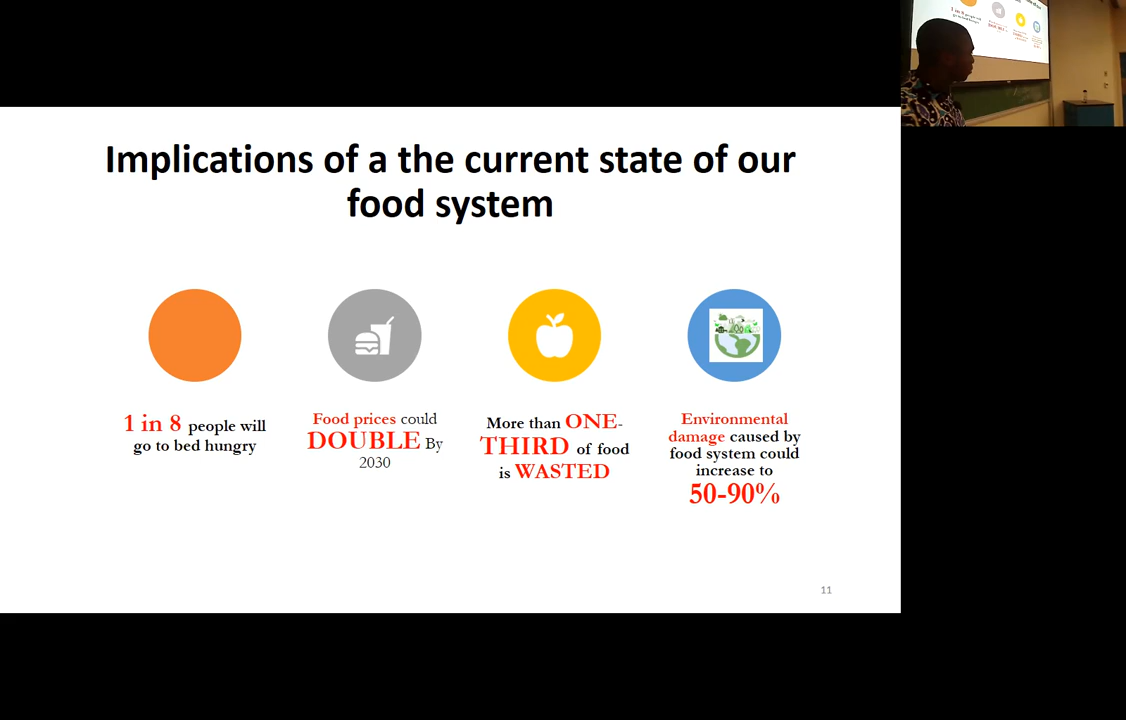 Implications of a the current state of our
food system
1 in 8 people will
go to bed hungry
Food prices could
DOUBLE By
2030
More than ONE-
THIRD of food
is WASTED
Environmental
damage caused by
food system could
increase to
50-90%
11